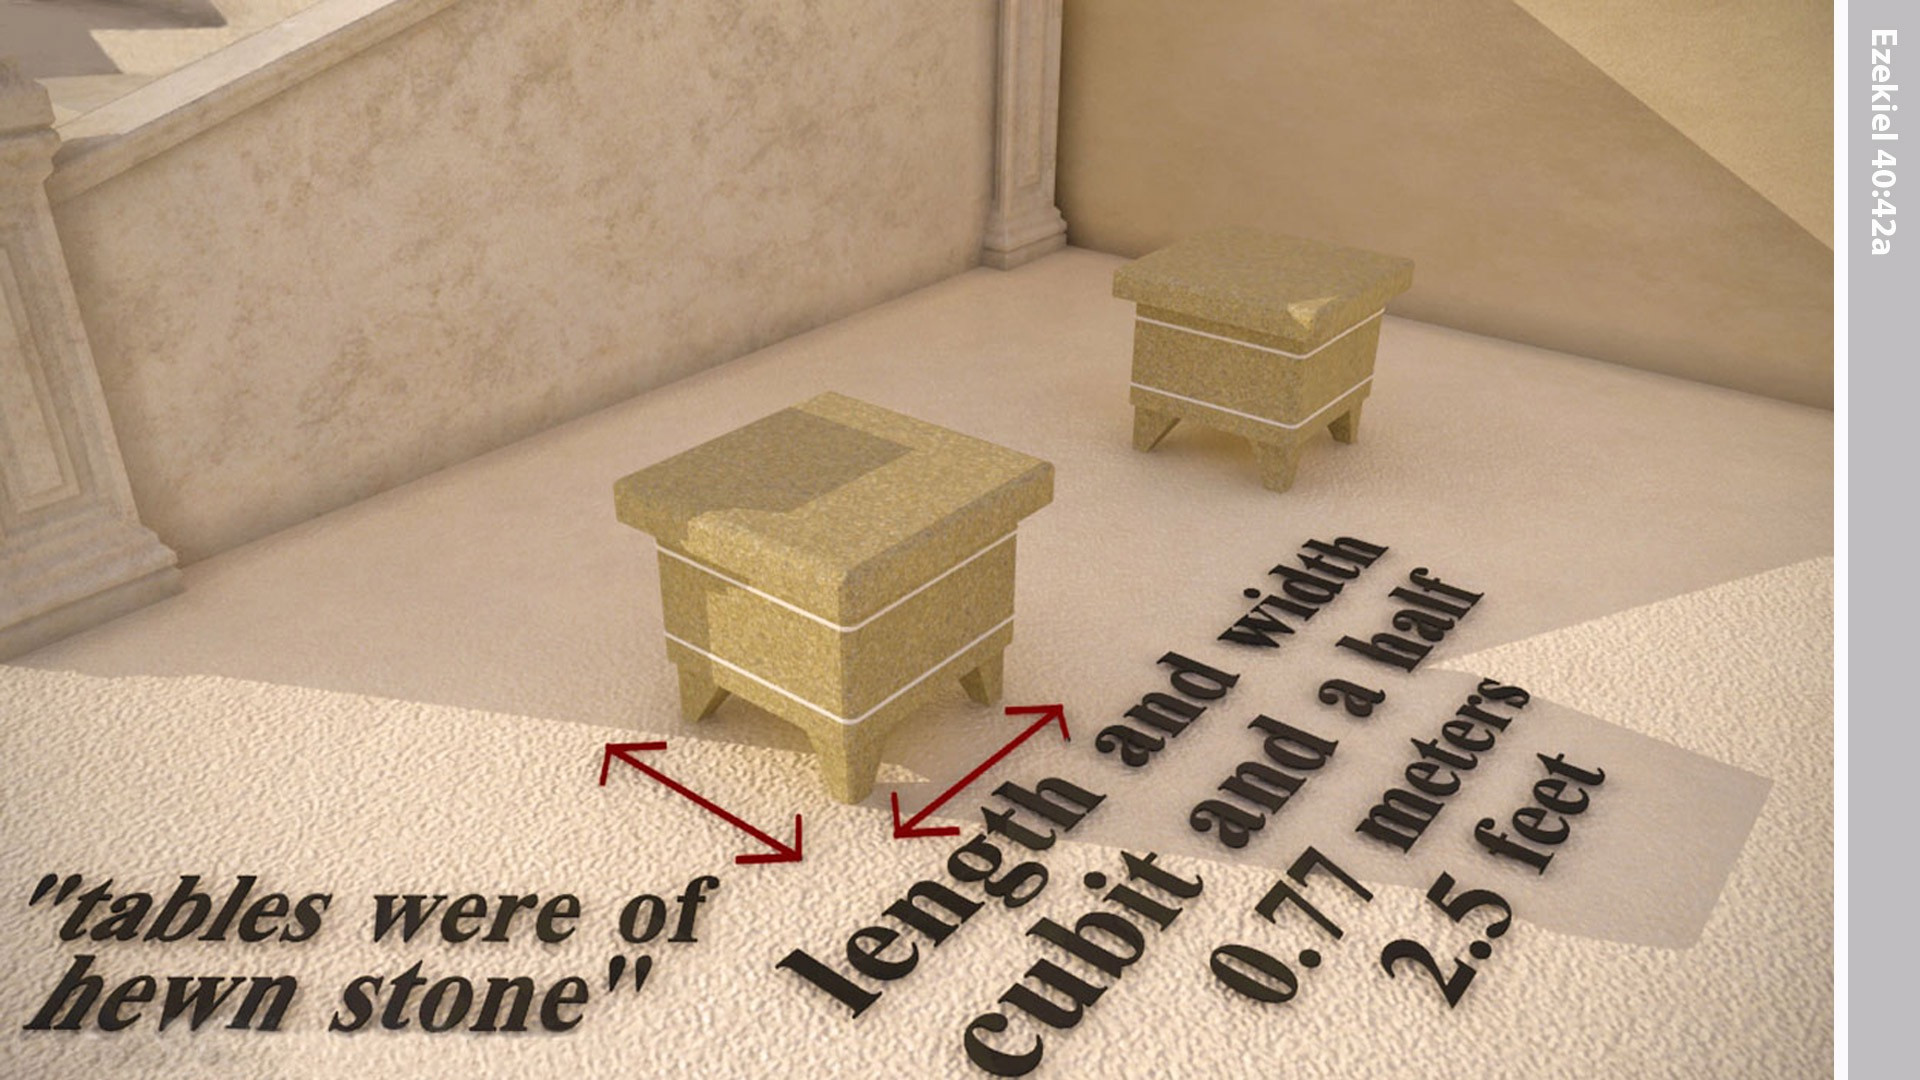 "tables were of
hewn stone"
length and width
cubit and a half
0.77 meters
2.5 feet
Ezekiel 40:42a